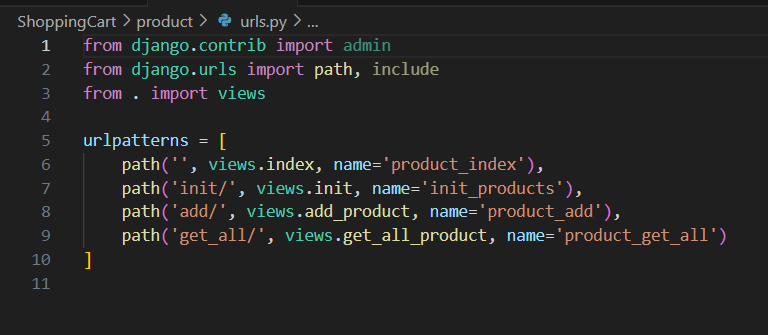 ShoppingCart > product > urls.py > ...
1 from django.contrib import admin
2 from django.urls import path, include
3 from . import views
4
5 urlpatterns = [
6     path('', views.index, name='product_index'),
7     path('init/', views.init, name='init_products'),
8     path('add/', views.add_product, name='product_add'),
9     path('get_all/', views.get_all_product, name='product_get_all')
10 ]
11